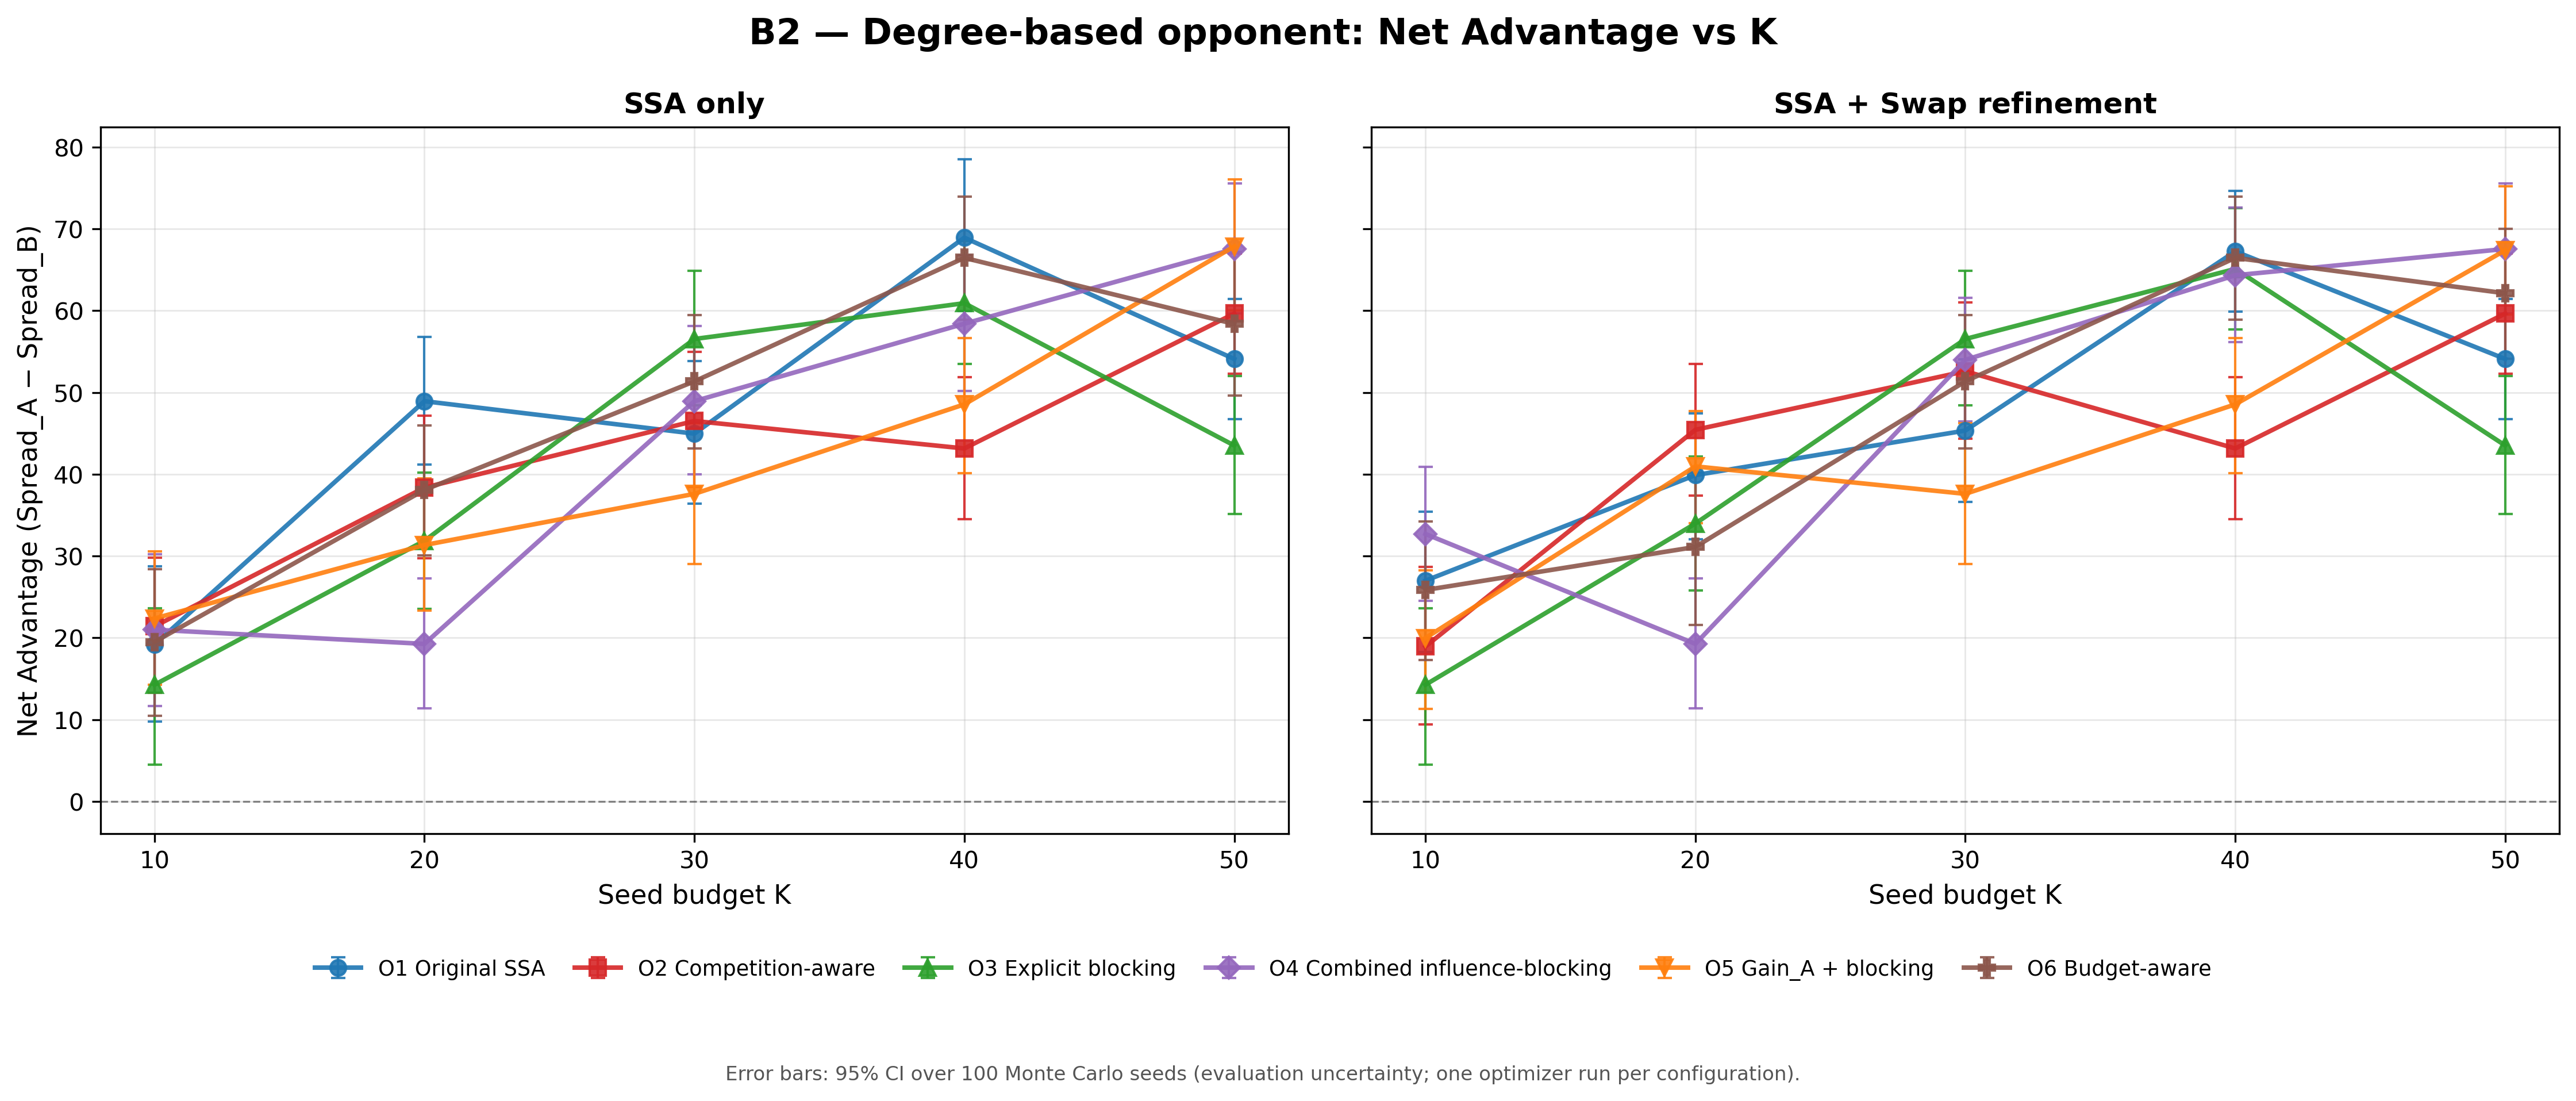 B2 — Degree-based opponent: Net Advantage vs K
SSA only
Net Advantage (Spread_A − Spread_B)
80
70
60
50
40
30
20
10
0
10 20 30 40 50
Seed budget K
SSA + Swap refinement
10 20 30 40 50
Seed budget K
O1 Original SSA O2 Competition-aware O3 Explicit blocking O4 Combined influence-blocking O5 Gain_A + blocking O6 Budget-aware
Error bars: 95% CI over 100 Monte Carlo seeds (evaluation uncertainty; one optimizer run per configuration).